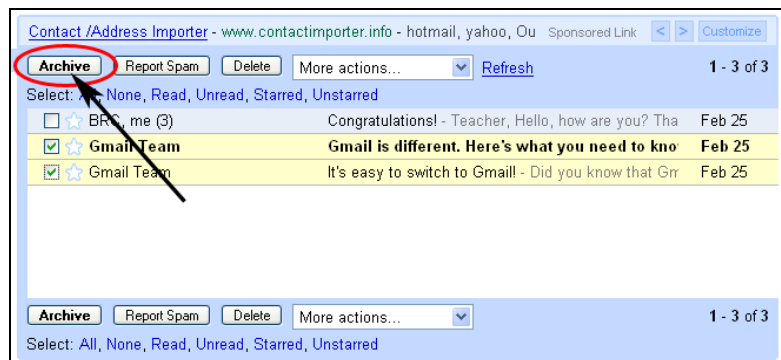 Contact /Address Importer - www.contactimporter.info - hotmail, yahoo, Ou Sponsored Link < > Customize
Archive Report Spam Delete More actions... Refresh 1 - 3 of 3
Select: All, None, Read, Unread, Starred, Unstarred
BRC, me (3) Congratulations! - Teacher, Hello, how are you? Tha Feb 25
Gmail Team Gmail is different. Here's what you need to kno Feb 25
Gmail Team It's easy to switch to Gmail! - Did you know that Gm Feb 25
Archive Report Spam Delete More actions... 1 - 3 of 3
Select: All, None, Read, Unread, Starred, Unstarred